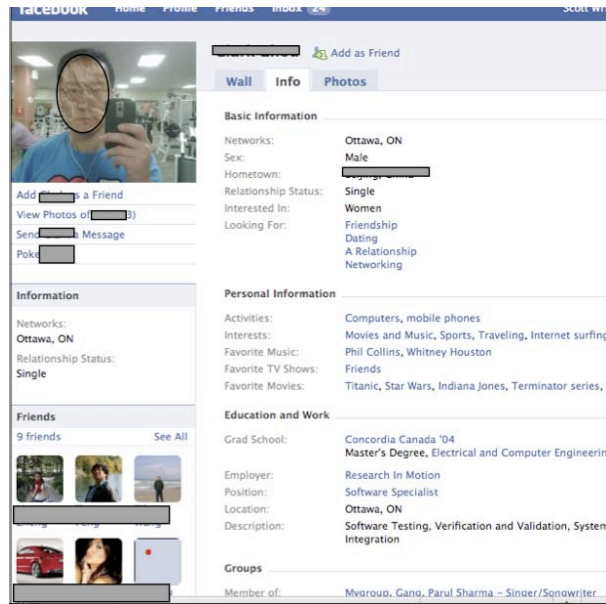 facebook Home Profile Friends Inbox 24
Add as Friend
Wall Info Photos
Add s a Friend
View Photos of 3)
Send a Message
Poke
Information
Networks:
Ottawa, ON
Relationship Status:
Single
Friends
9 friends See All
Basic Information
Networks: Ottawa, ON
Sex: Male
Hometown:
Relationship Status: Single
Interested In: Women
Looking For: Friendship
Dating
A Relationship
Networking
Personal Information
Activities: Computers, mobile phones
Interests: Movies and Music, Sports, Traveling, Internet surfing
Favorite Music: Phil Collins, Whitney Houston
Favorite TV Shows: Friends
Favorite Movies: Titanic, Star Wars, Indiana Jones, Terminator series,
Education and Work
Grad School: Concordia Canada '04
Master's Degree, Electrical and Computer Engineerin
Employer: Research In Motion
Position: Software Specialist
Location: Ottawa, ON
Description: Software Testing, Verification and Validation, System
Integration
Groups
Member of: Mygroup, Gang, Parul Sharma – Singer/Songwriter